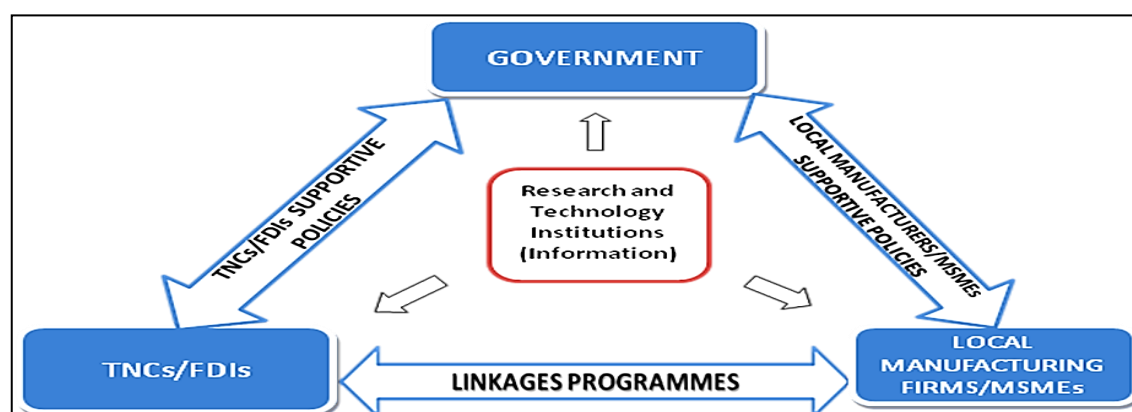 GOVERNMENT
TNCs/FDIs SUPPORTIVE
POLICIES
LOCAL MANUFACTURERS/MSMEs
SUPPORTIVE POLICIES
Research and
Technology
Institutions
(Information)
TNCs/FDIs
LINKAGES PROGRAMMES
LOCAL
MANUFACTURING
FIRMS/MSMEs